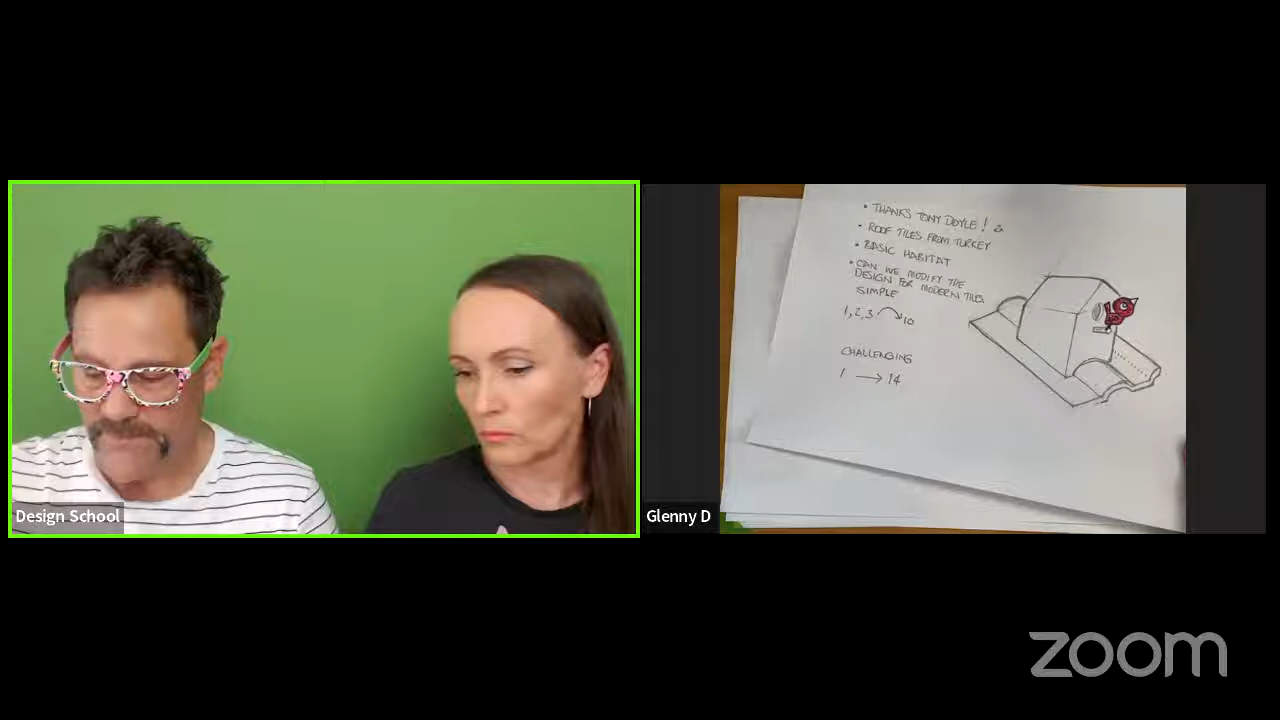 • THANKS TONY DOYLE!
• ROOF TILES FROM TURKEY
• BASIC HABITAT
• CAN WE MODIFY THE
DESIGN FOR MODERN TILES
SIMPLE
1, 2, 3 10
CHALLENGING
1 → 14
Design School
Glenny D
zoom